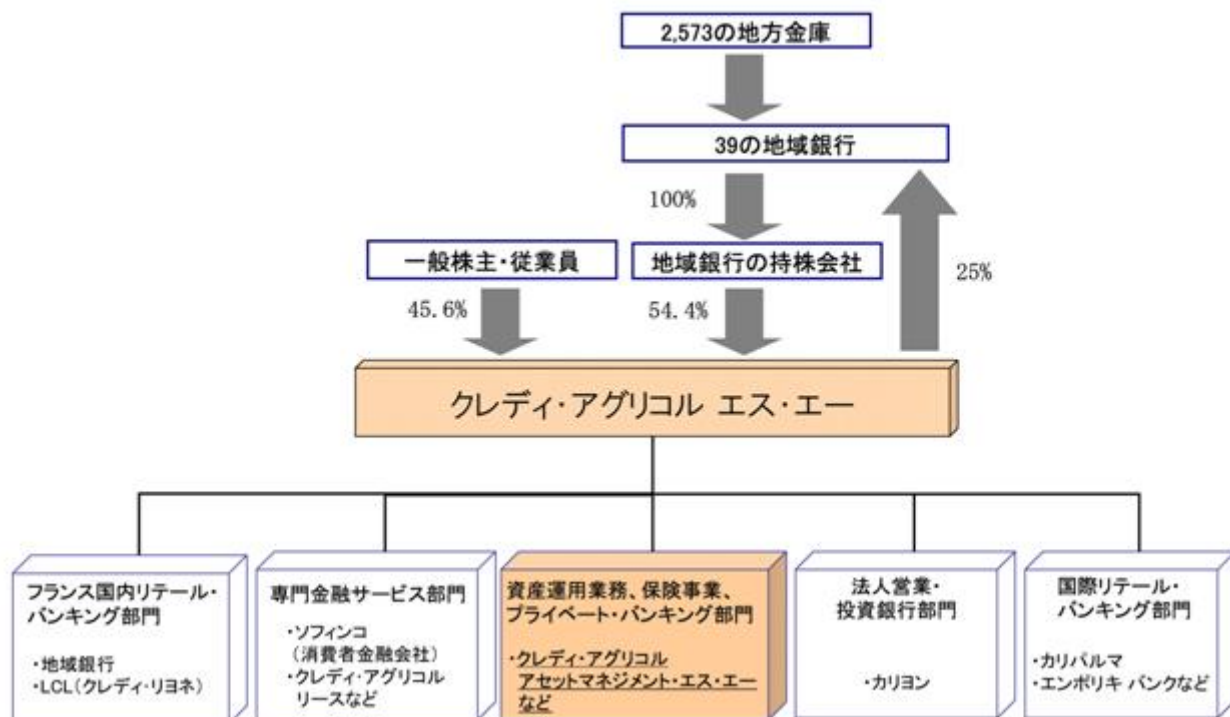 2,573の地方金庫
39の地域銀行
100%
一般株主・従業員
地域銀行の持株会社
25%
45.6%
54.4%
クレディ・アグリコル エス・エー
フランス国内リテール・
バンキング部門
・地域銀行
・LCL(クレディ・リヨネ)
専門金融サービス部門
・ソフィンコ
(消費者金融会社)
・クレディ・アグリコル
リースなど
資産運用業務、保険事業、
プライベート・バンキング部門
・クレディ・アグリコル
アセットマネジメント・エス・エー
など
法人営業・
投資銀行部門
・カリヨン
国際リテール・
バンキング部門
・カリパルマ
・エンポリキ バンクなど